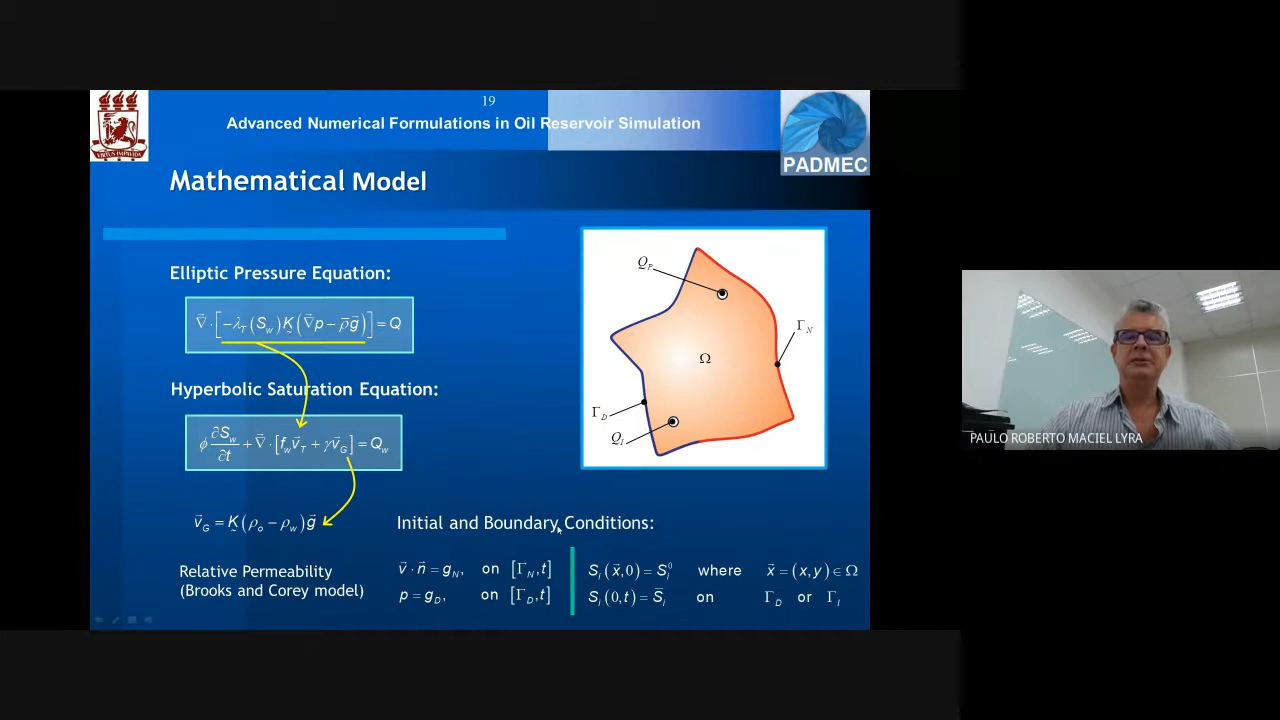 19
Advanced Numerical Formulations in Oil Reservoir Simulation
VIRTUS IMPAVIDA
PADMEC
Mathematical Model
Elliptic Pressure Equation:
∇⃗ · [−λ_T (S_w) K̰ (∇⃗p − ρ̄g⃗)] = Q
Hyperbolic Saturation Equation:
ϕ ∂S_w/∂t + ∇⃗ · [f_w v⃗_T + γv⃗_G] = Q_w
v⃗_G = K̰ (ρ_o − ρ_w) g⃗
Relative Permeability
(Brooks and Corey model)
Q_P
Γ_N
Ω
Γ_D
Q_I
Initial and Boundary Conditions:
v⃗ · n⃗ = g_N, on [Γ_N, t]
p = g_D, on [Γ_D, t]
S_I (x⃗, 0) = S_I^0 where x⃗ = (x, y) ∈ Ω
S_I (0, t) = S̄_I on Γ_D or Γ_I
PAULO ROBERTO MACIEL LYRA